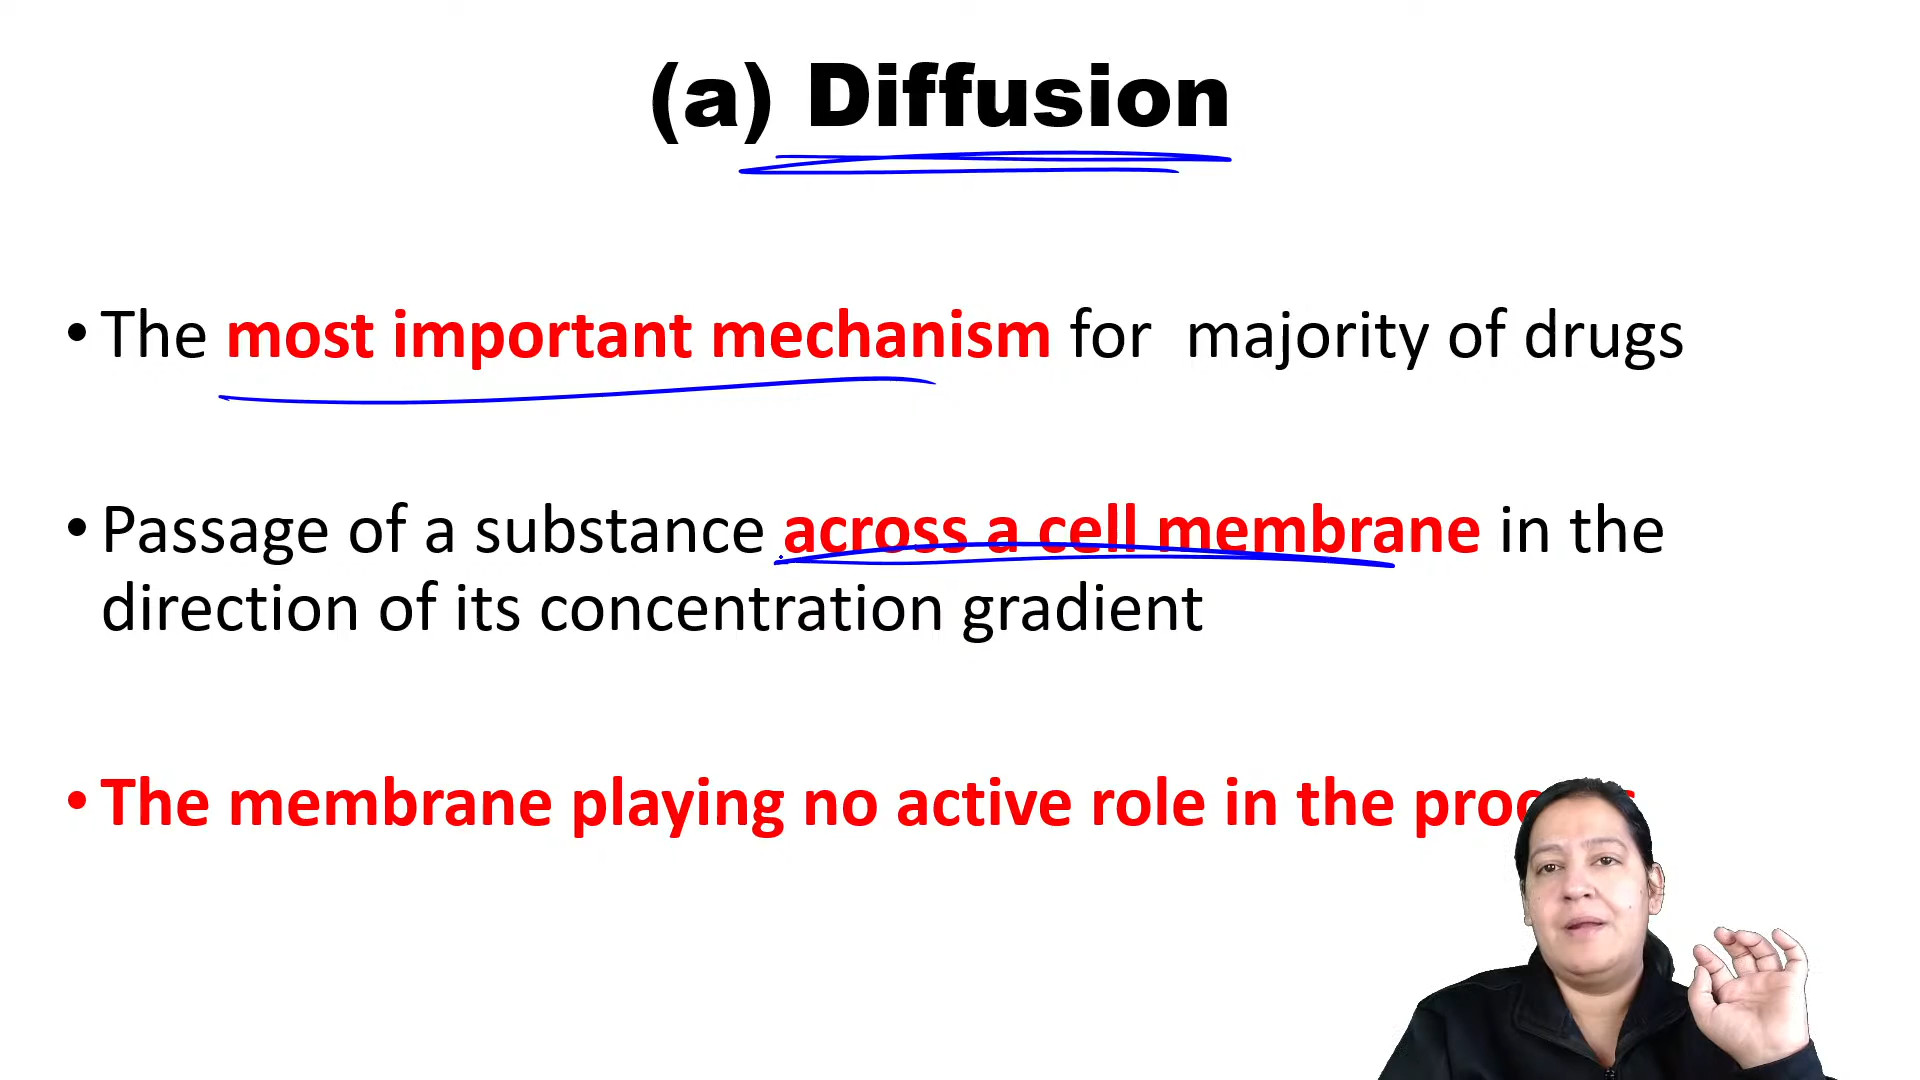 (a) Diffusion
• The most important mechanism for majority of drugs
• Passage of a substance across a cell membrane in the
direction of its concentration gradient
• The membrane playing no active role in the